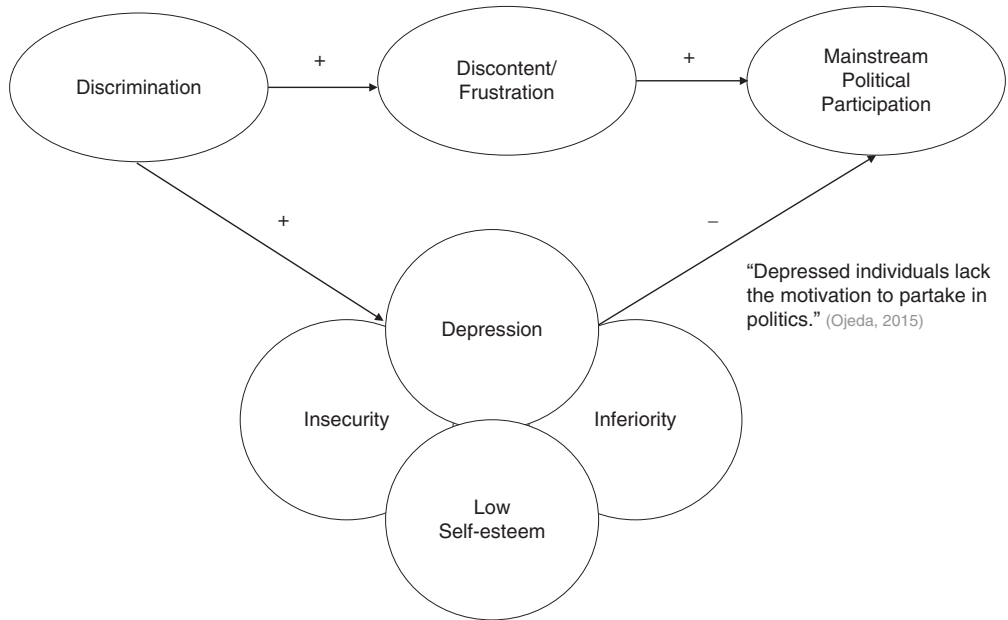 Discrimination
+
Discontent/
Frustration
+
Mainstream
Political
Participation
+
–
“Depressed individuals lack
the motivation to partake in
politics.” (Ojeda, 2015)
Depression
Insecurity
Inferiority
Low
Self-esteem